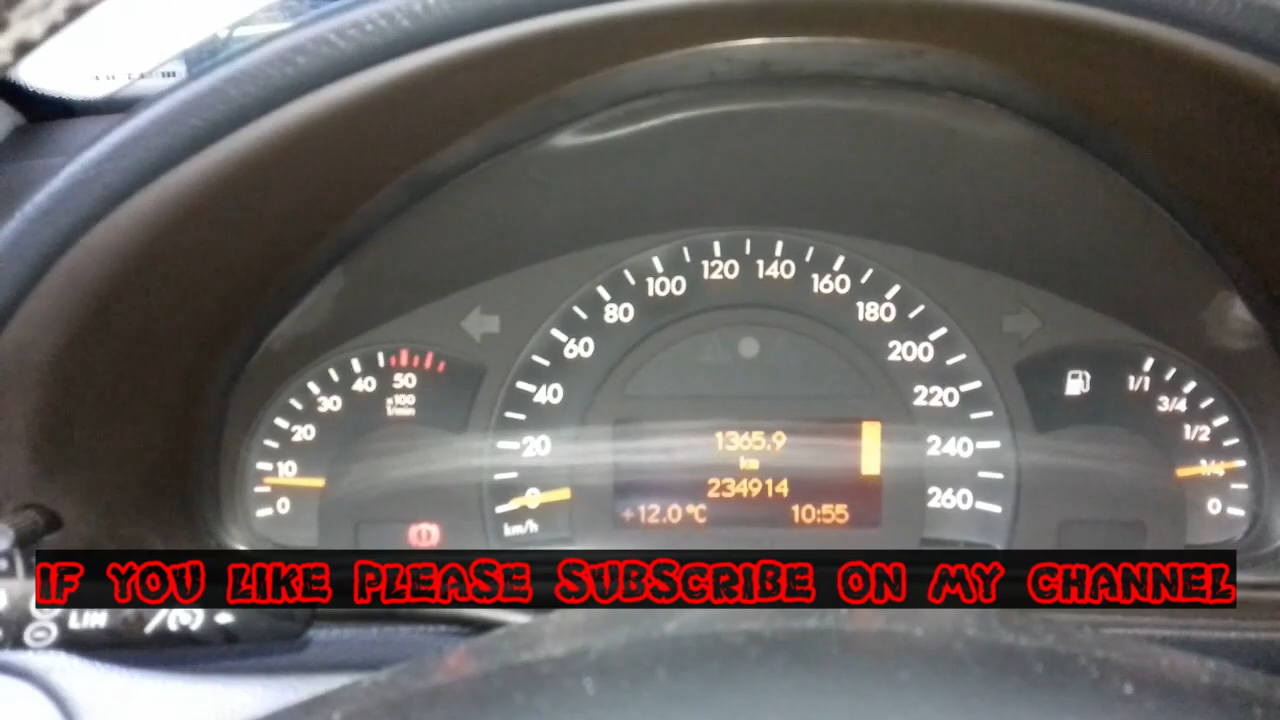 120 140
100 160
80 180
60 200
40 220
20 240
0 260
km/h
40 50
30
20
10
0
x100
1/min
1/1
3/4
1/2
1/4
0
1365.9
km
234914
+12.0°C 10:55
IF YOU LIKE PLEASE SUBSCRIBE ON MY CHANNEL
LIM